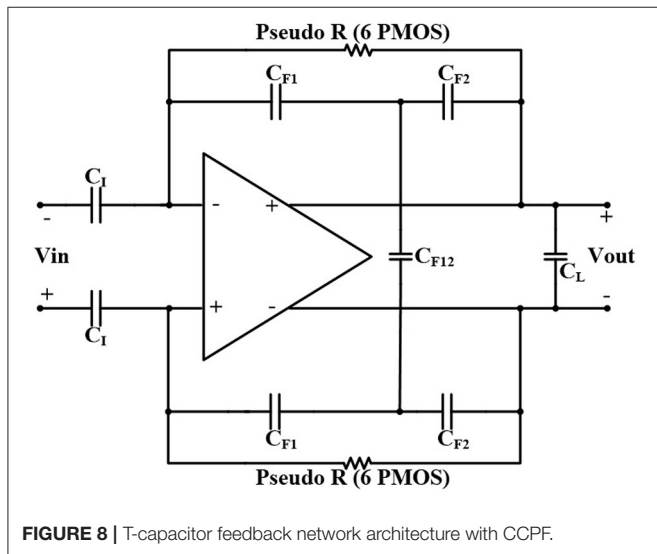 Pseudo R (6 PMOS)
C_F1
C_F2
C_I
-
-
+
+
Vin
C_F12
C_L
Vout
+
+
-
-
C_I
C_F1
C_F2
Pseudo R (6 PMOS)
FIGURE 8 | T-capacitor feedback network architecture with CCPF.